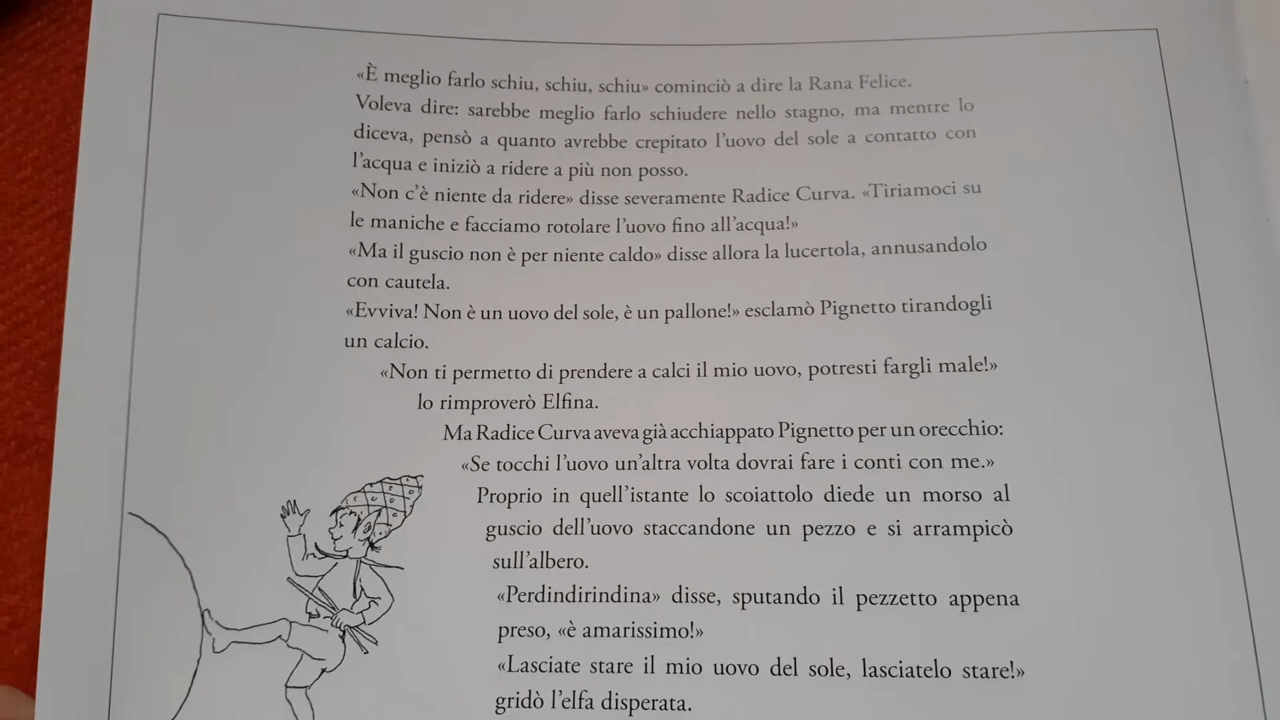 «È meglio farlo schiu, schiu, schiu» cominciò a dire la Rana Felice.
Voleva dire: sarebbe meglio farlo schiudere nello stagno, ma mentre lo
diceva, pensò a quanto avrebbe crepitato l'uovo del sole a contatto con
l'acqua e iniziò a ridere a più non posso.
«Non c'è niente da ridere» disse severamente Radice Curva. «Tiriamoci su
le maniche e facciamo rotolare l'uovo fino all'acqua!»
«Ma il guscio non è per niente caldo» disse allora la lucertola, annusandolo
con cautela.
«Evviva! Non è un uovo del sole, è un pallone!» esclamò Pignetto tirandogli
un calcio.
«Non ti permetto di prendere a calci il mio uovo, potresti fargli male!»
lo rimproverò Elfina.
Ma Radice Curva aveva già acchiappato Pignetto per un orecchio:
«Se tocchi l'uovo un'altra volta dovrai fare i conti con me.»
Proprio in quell'istante lo scoiattolo diede un morso al
guscio dell'uovo staccandone un pezzo e si arrampicò
sull'albero.
«Perdindirindina» disse, sputando il pezzetto appena
preso, «è amarissimo!»
«Lasciate stare il mio uovo del sole, lasciatelo stare!»
gridò l'elfa disperata.